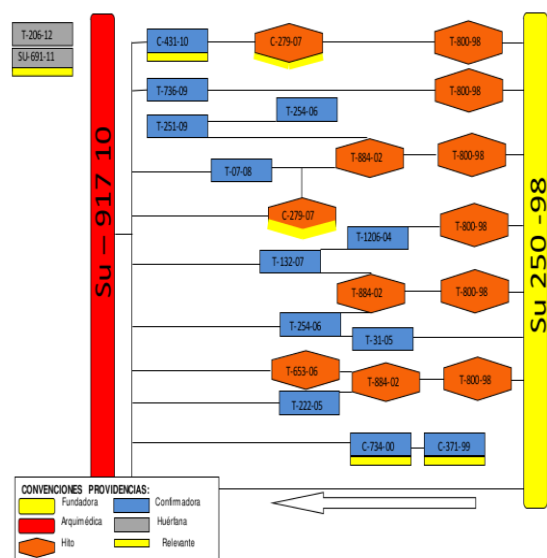 T-206-12
SU-691-11
Su – 917 10
C-431-10
C-279-07
T-800-98
T-736-09
T-800-98
T-254-06
T-251-09
T-884-02
T-800-98
T-07-08
C-279-07
T-1206-04
T-800-98
T-132-07
T-884-02
T-800-98
T-254-06
T-31-05
T-653-06
T-884-02
T-800-98
T-222-05
C-734-00
C-371-99
Su 250 -98
CONVENCIONES PROVIDENCIAS:
Fundadora
Confirmadora
Arquimédica
Huérfana
Hito
Relevante